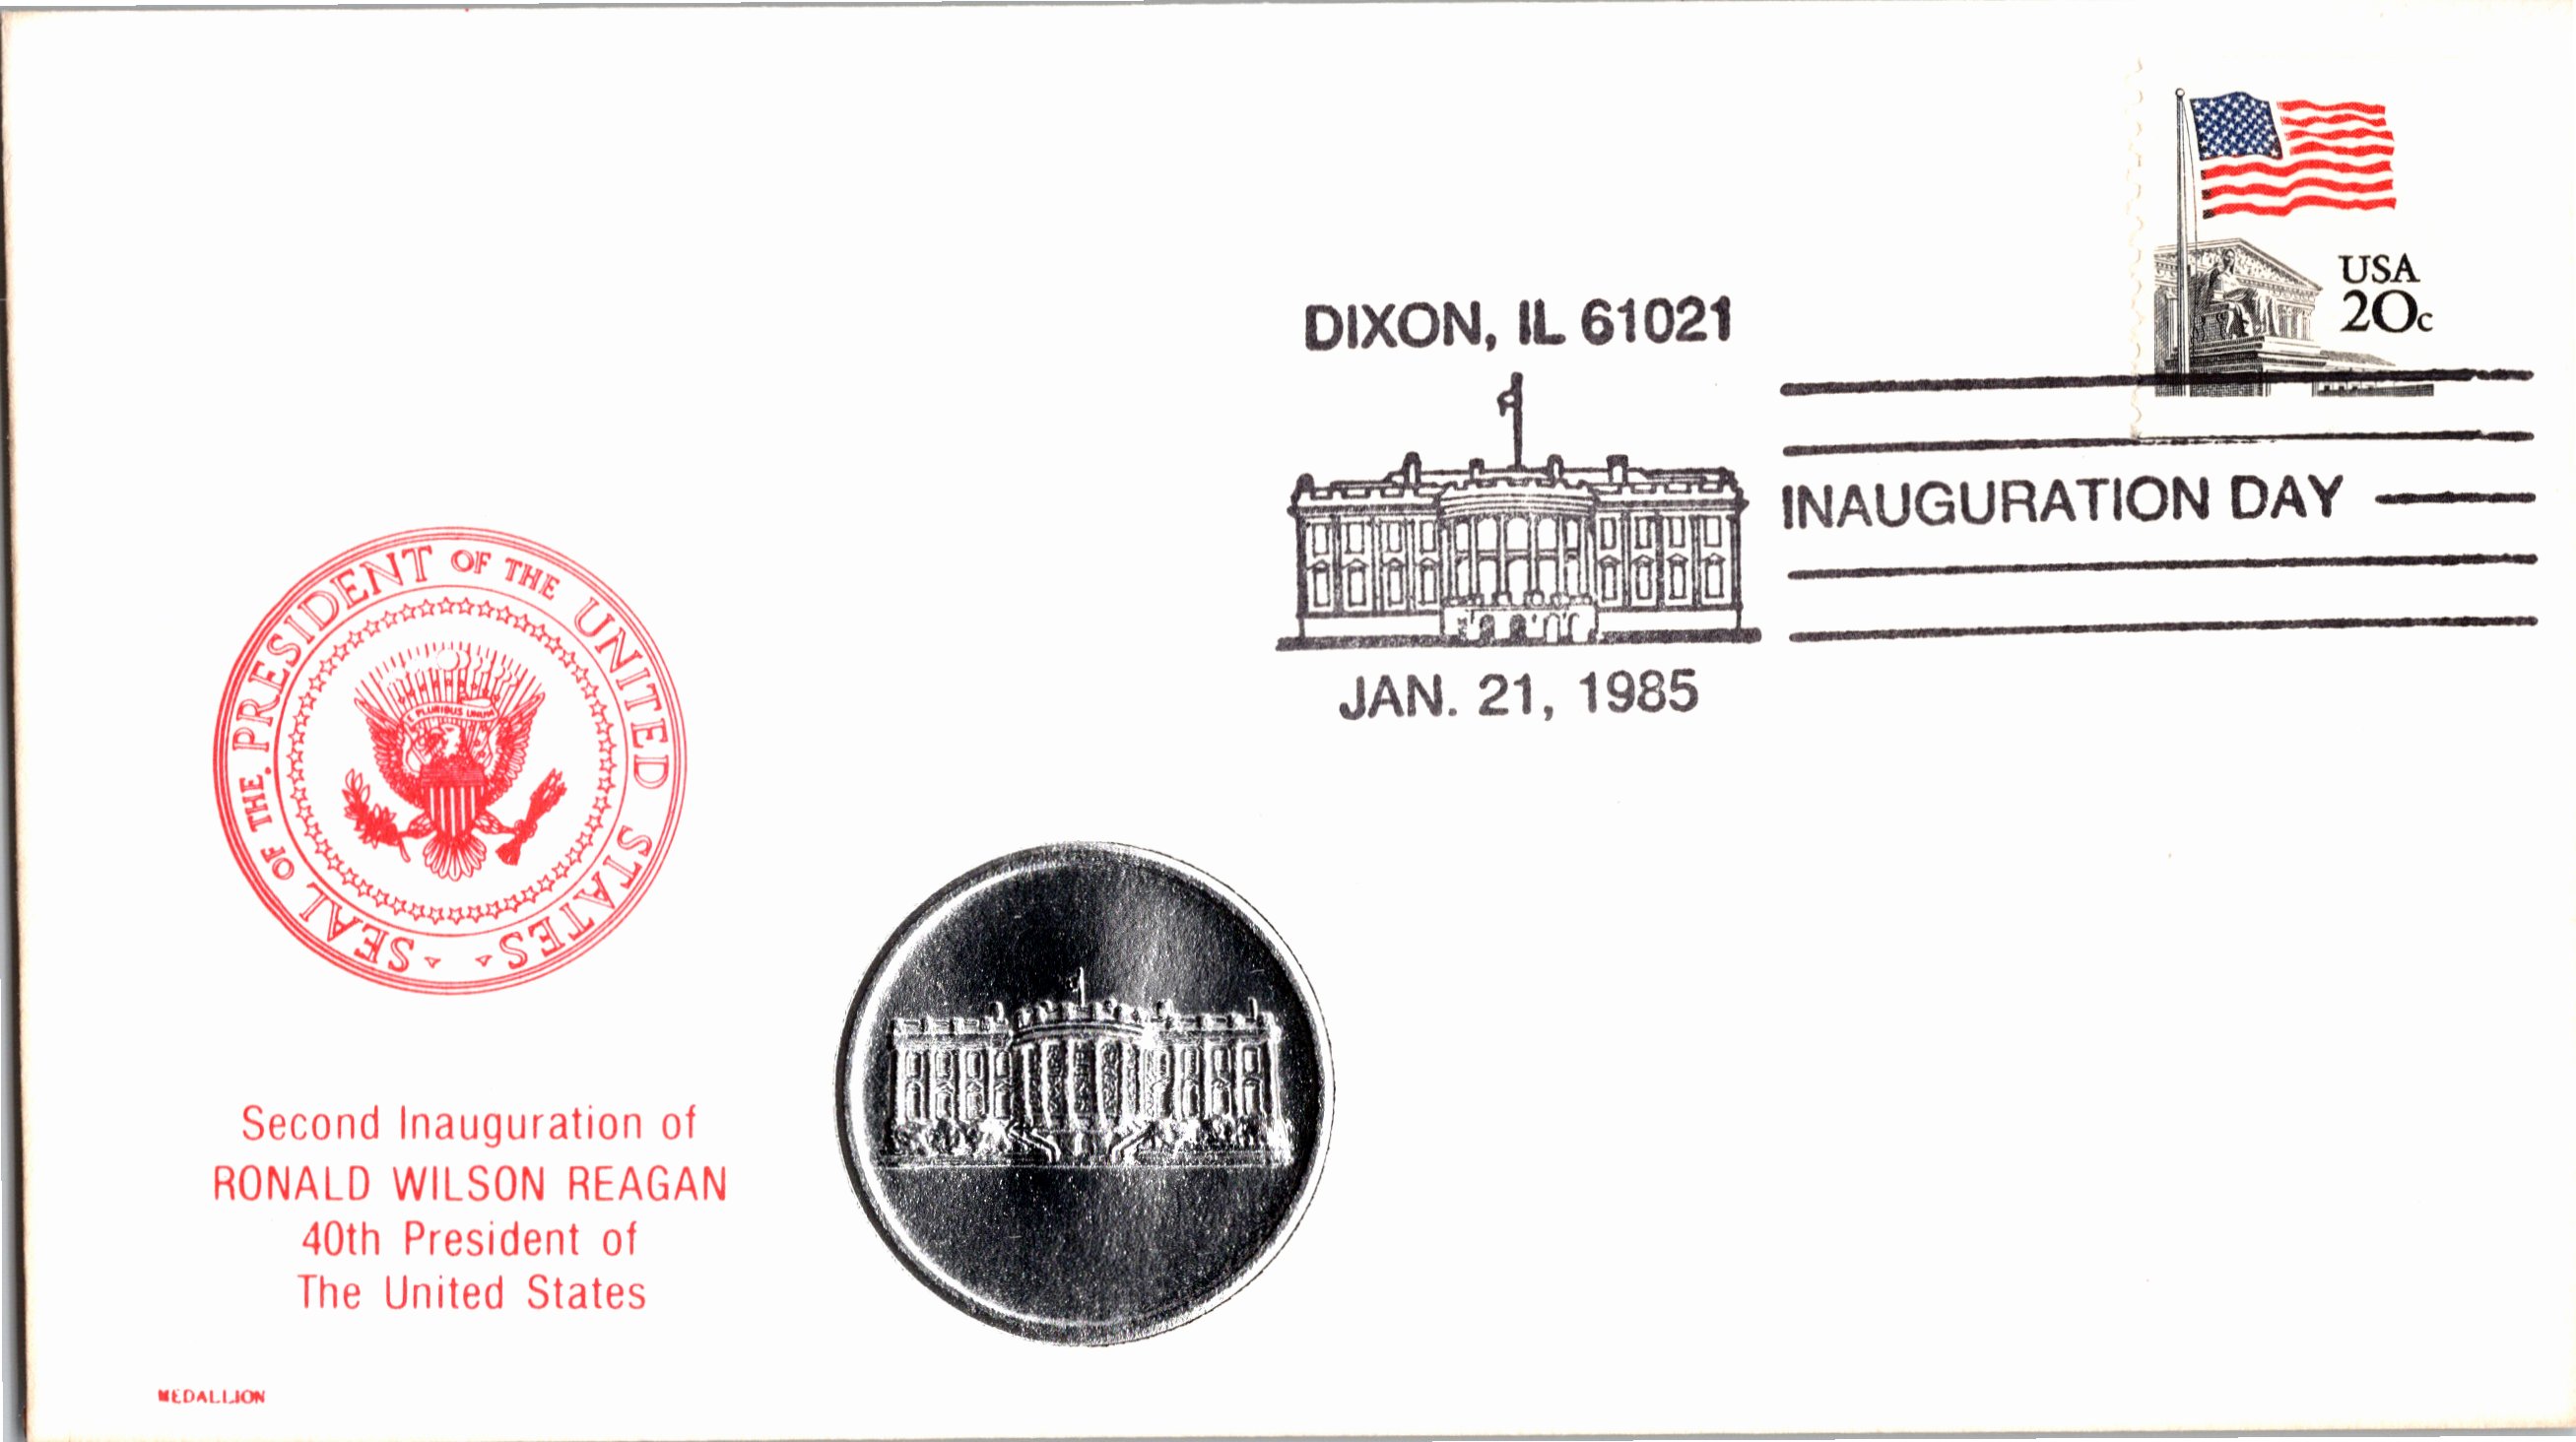 USA
20c
DIXON, IL 61021
INAUGURATION DAY
JAN. 21, 1985
SEAL OF THE PRESIDENT OF THE UNITED STATES
E PLURIBUS UNUM
Second Inauguration of
RONALD WILSON REAGAN
40th President of
The United States
MEDALLION